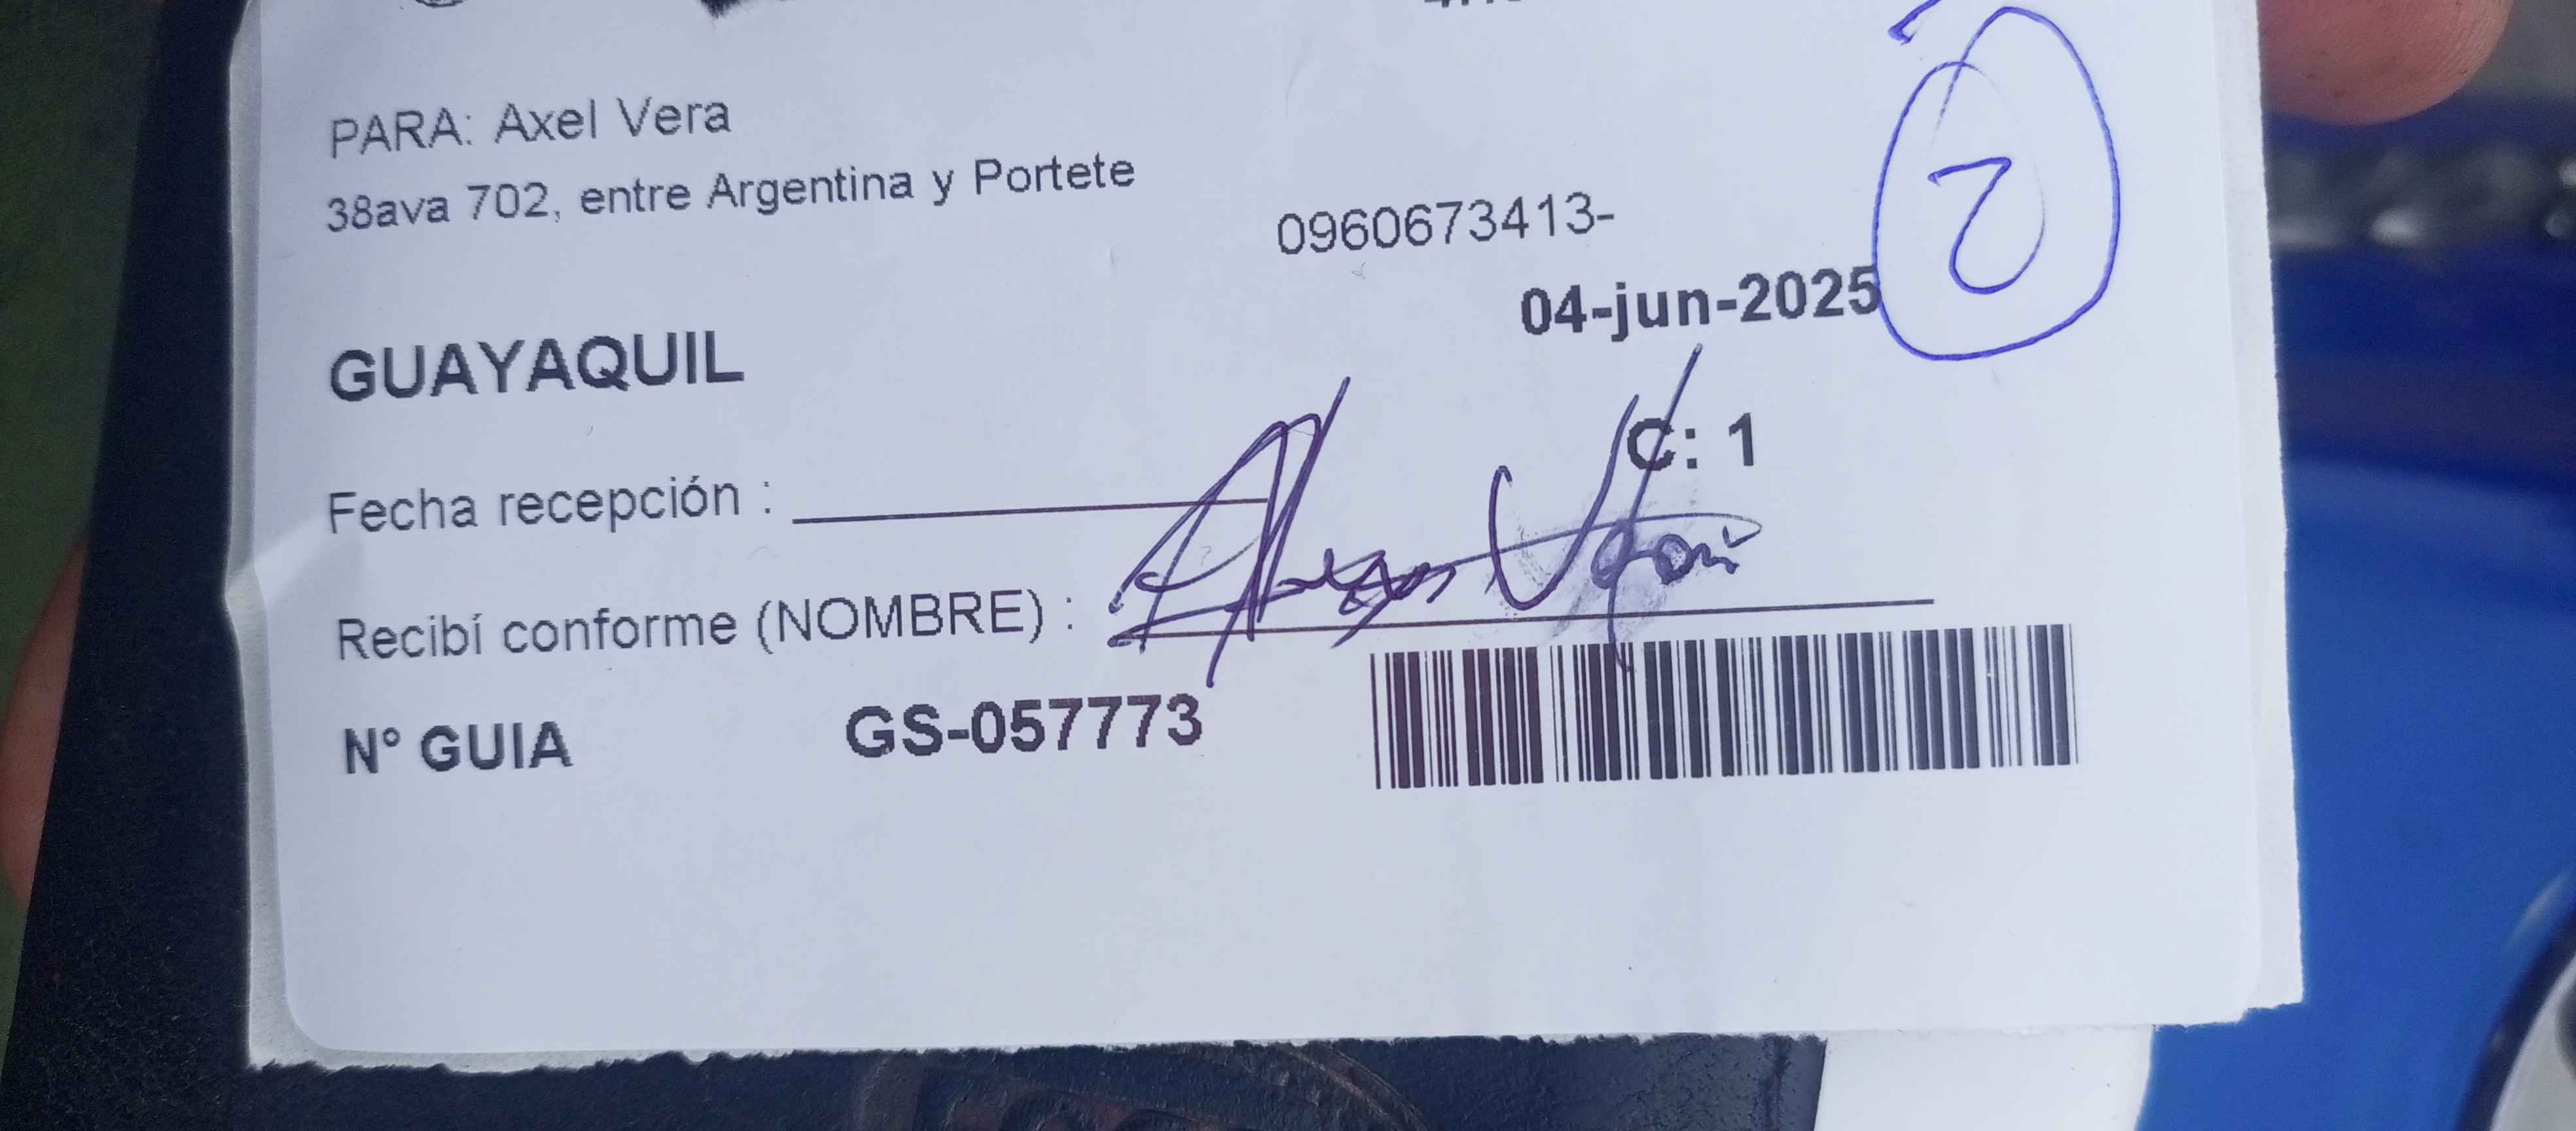 PARA: Axel Vera
38ava 702, entre Argentina y Portete
0960673413-
2
04-jun-2025
GUAYAQUIL
C: 1
Fecha recepción :
Recibí conforme (NOMBRE) :
N° GUIA GS-057773